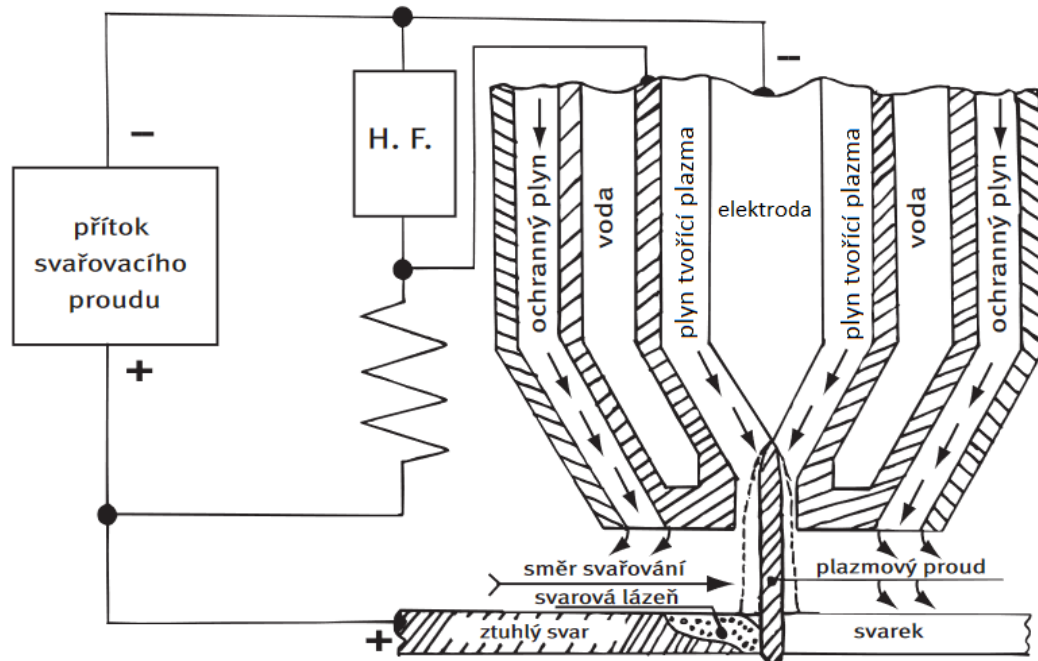 −
−
H. F.
přítok
svařovacího
proudu
+
ochranný plyn
voda
plyn tvořící plazma
elektroda
plyn tvořící plazma
voda
ochranný plyn
směr svařování
plazmový proud
svarová lázeň
+
ztuhlý svar
svarek